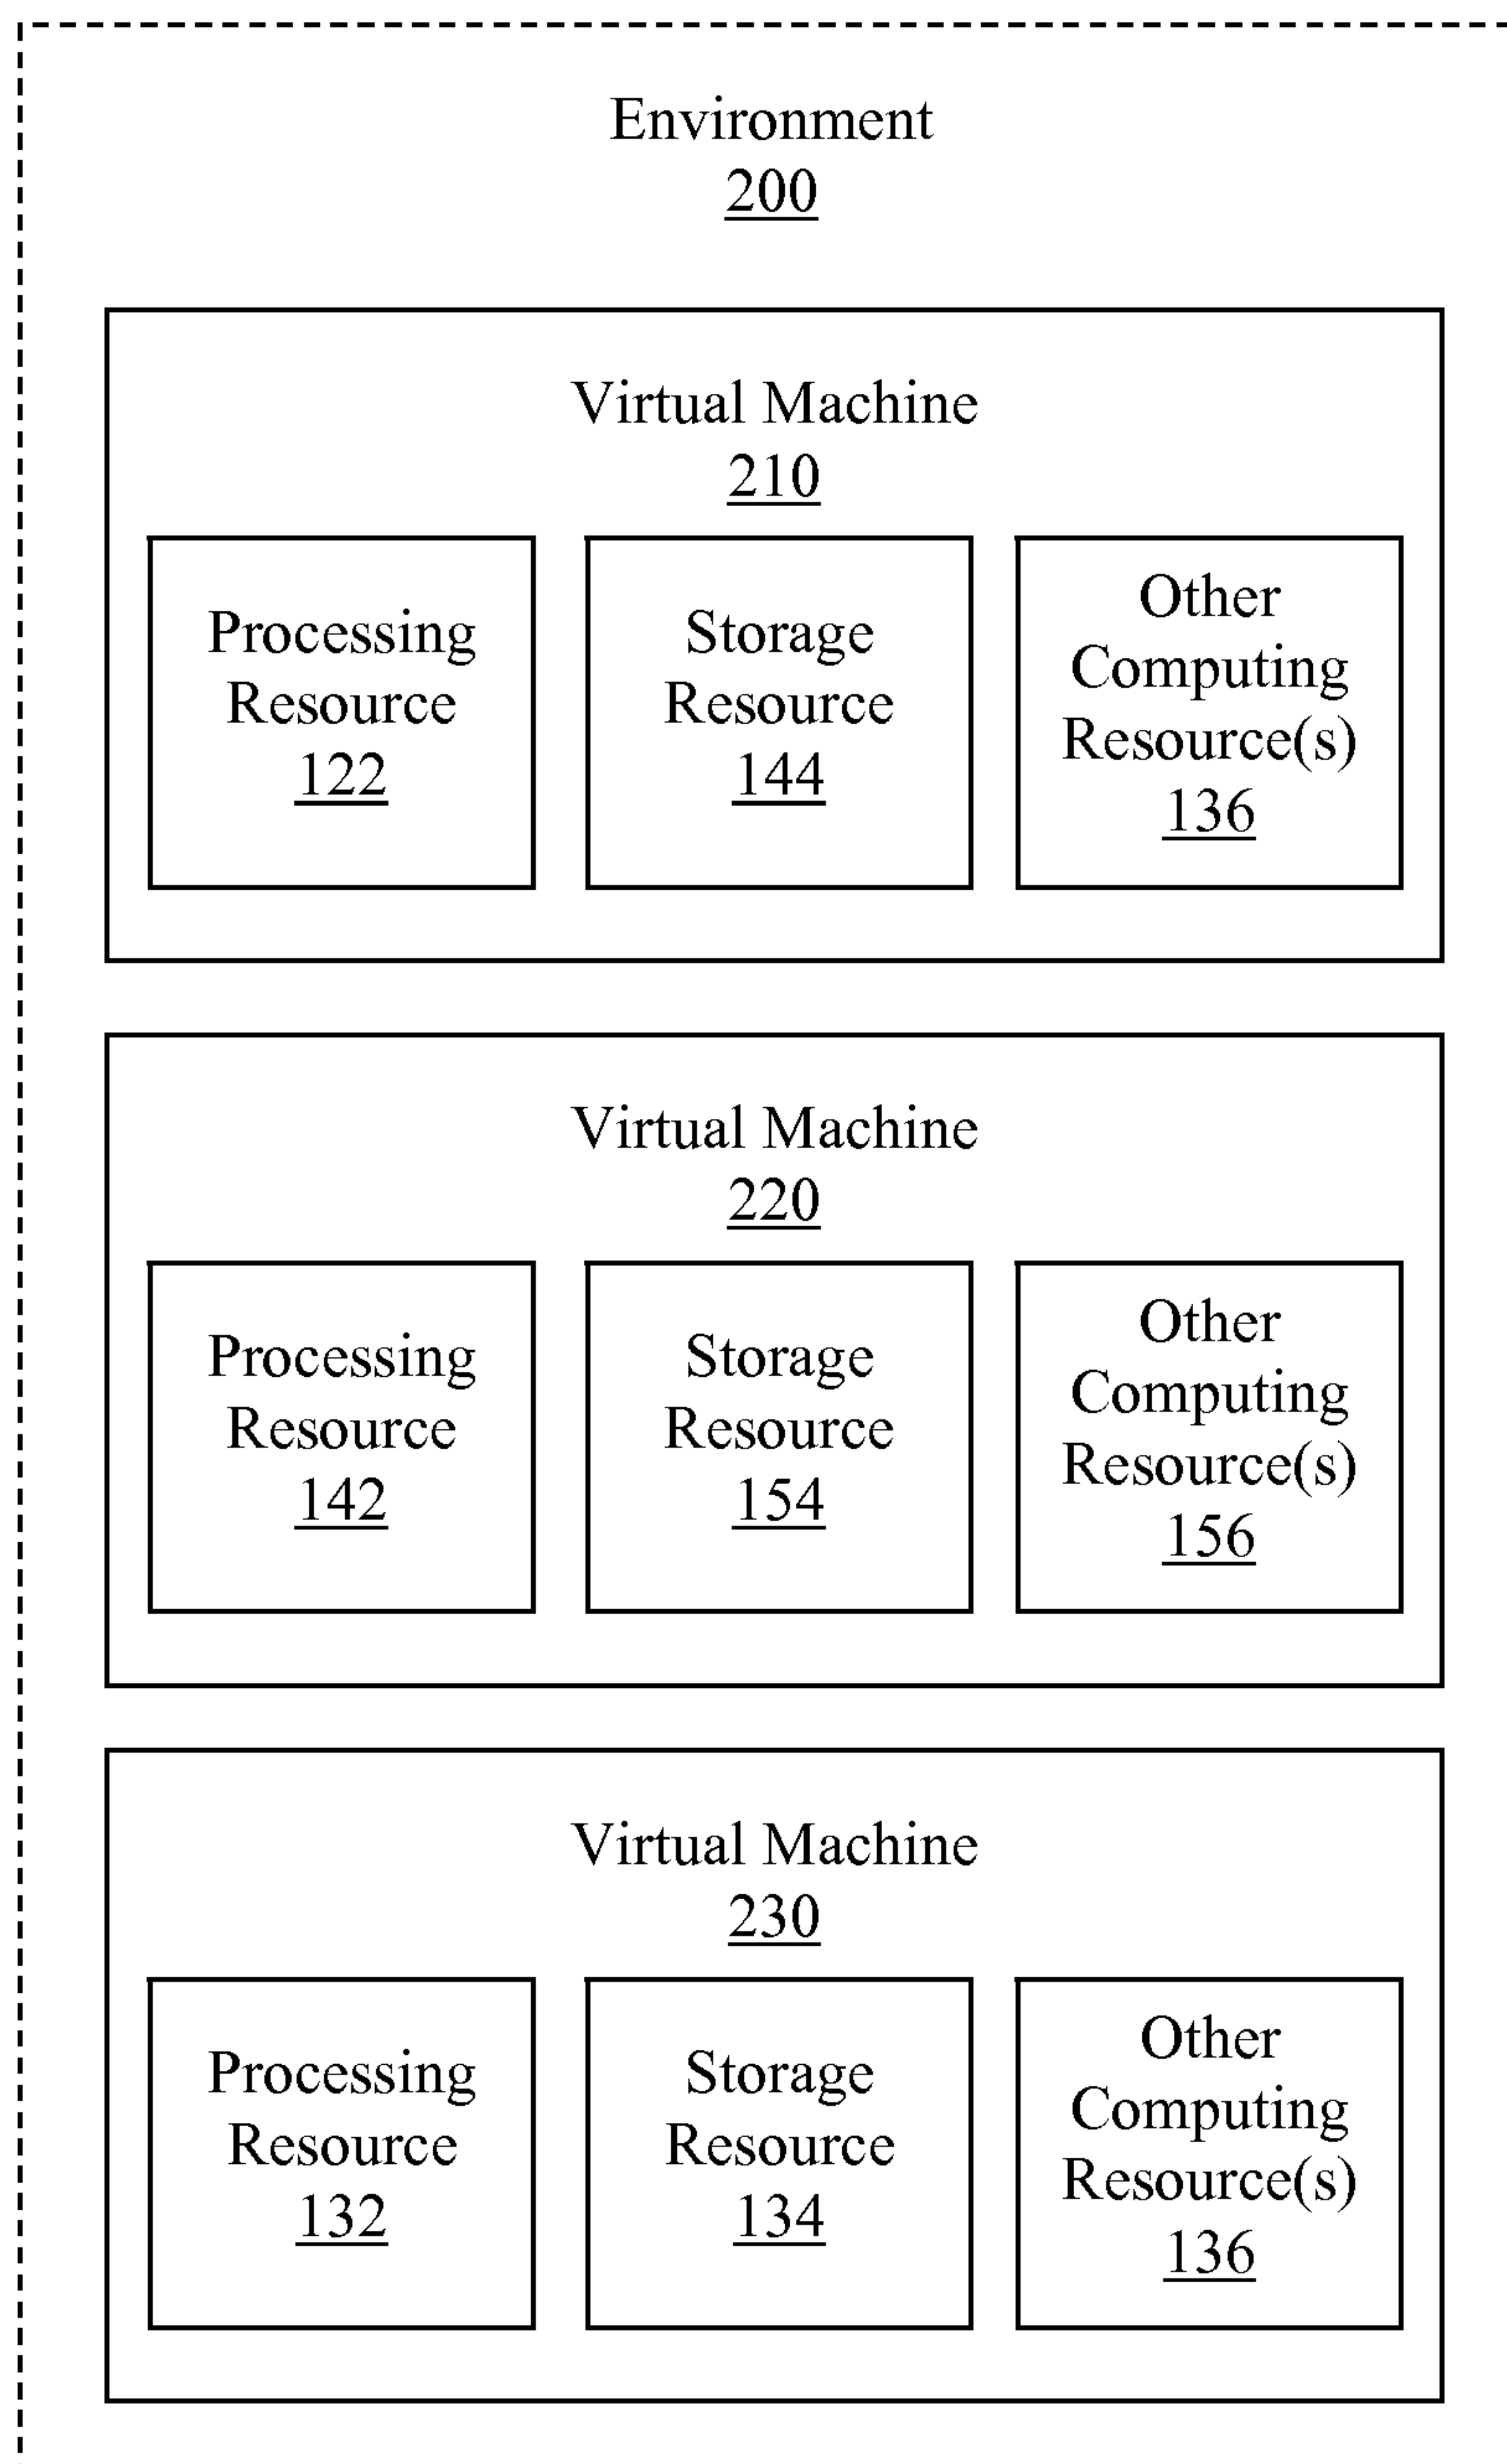 Environment
200
Virtual Machine
210
Processing
Resource
122
Storage
Resource
144
Other
Computing
Resource(s)
136
Virtual Machine
220
Processing
Resource
142
Storage
Resource
154
Other
Computing
Resource(s)
156
Virtual Machine
230
Processing
Resource
132
Storage
Resource
134
Other
Computing
Resource(s)
136